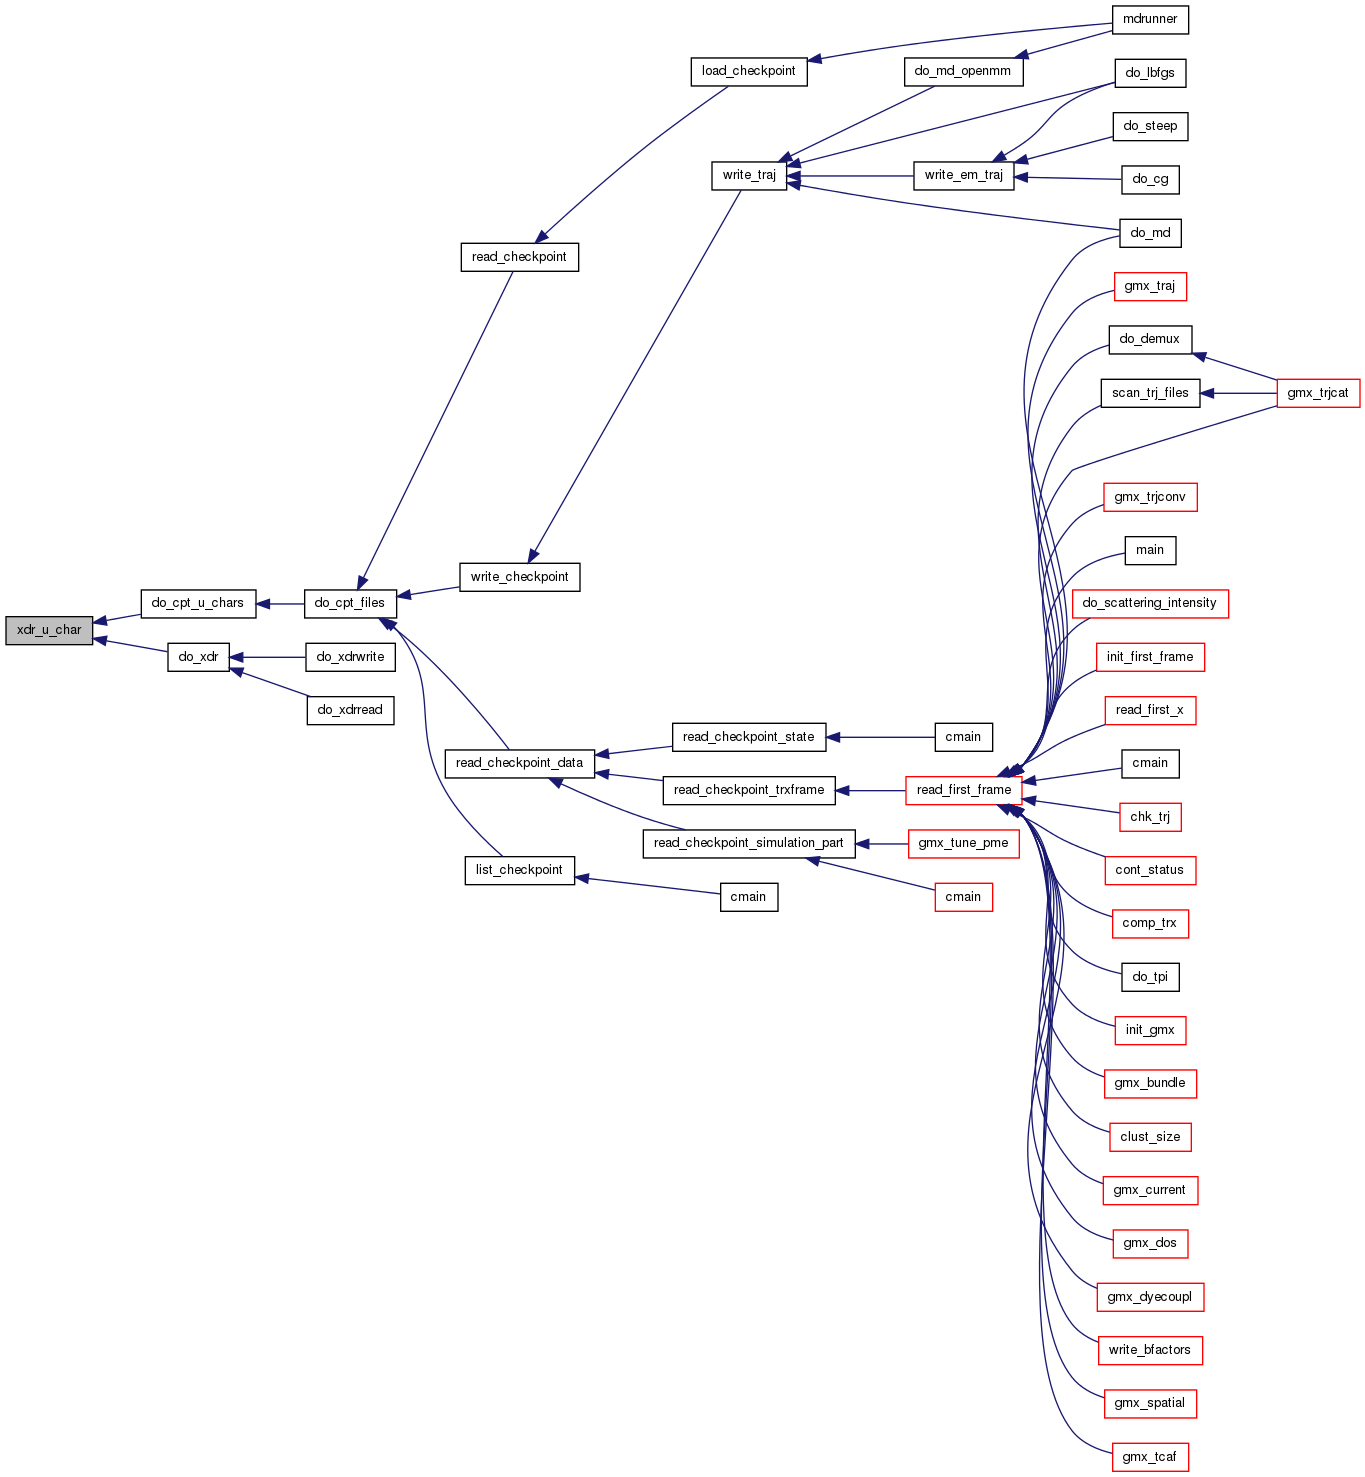 mdrunner
load_checkpoint
do_md_openmm
do_lbfgs
do_steep
write_traj
write_em_traj
do_cg
do_md
read_checkpoint
gmx_traj
do_demux
scan_trj_files
gmx_trjcat
gmx_trjconv
main
write_checkpoint
do_cpt_u_chars
do_cpt_files
do_scattering_intensity
xdr_u_char
do_xdr
do_xdrwrite
init_first_frame
do_xdrread
read_first_x
read_checkpoint_state
cmain
read_checkpoint_data
cmain
read_checkpoint_trxframe
read_first_frame
chk_trj
read_checkpoint_simulation_part
gmx_tune_pme
list_checkpoint
cont_status
cmain
cmain
comp_trx
do_tpi
init_gmx
gmx_bundle
clust_size
gmx_current
gmx_dos
gmx_dyecoupl
write_bfactors
gmx_spatial
gmx_tcaf